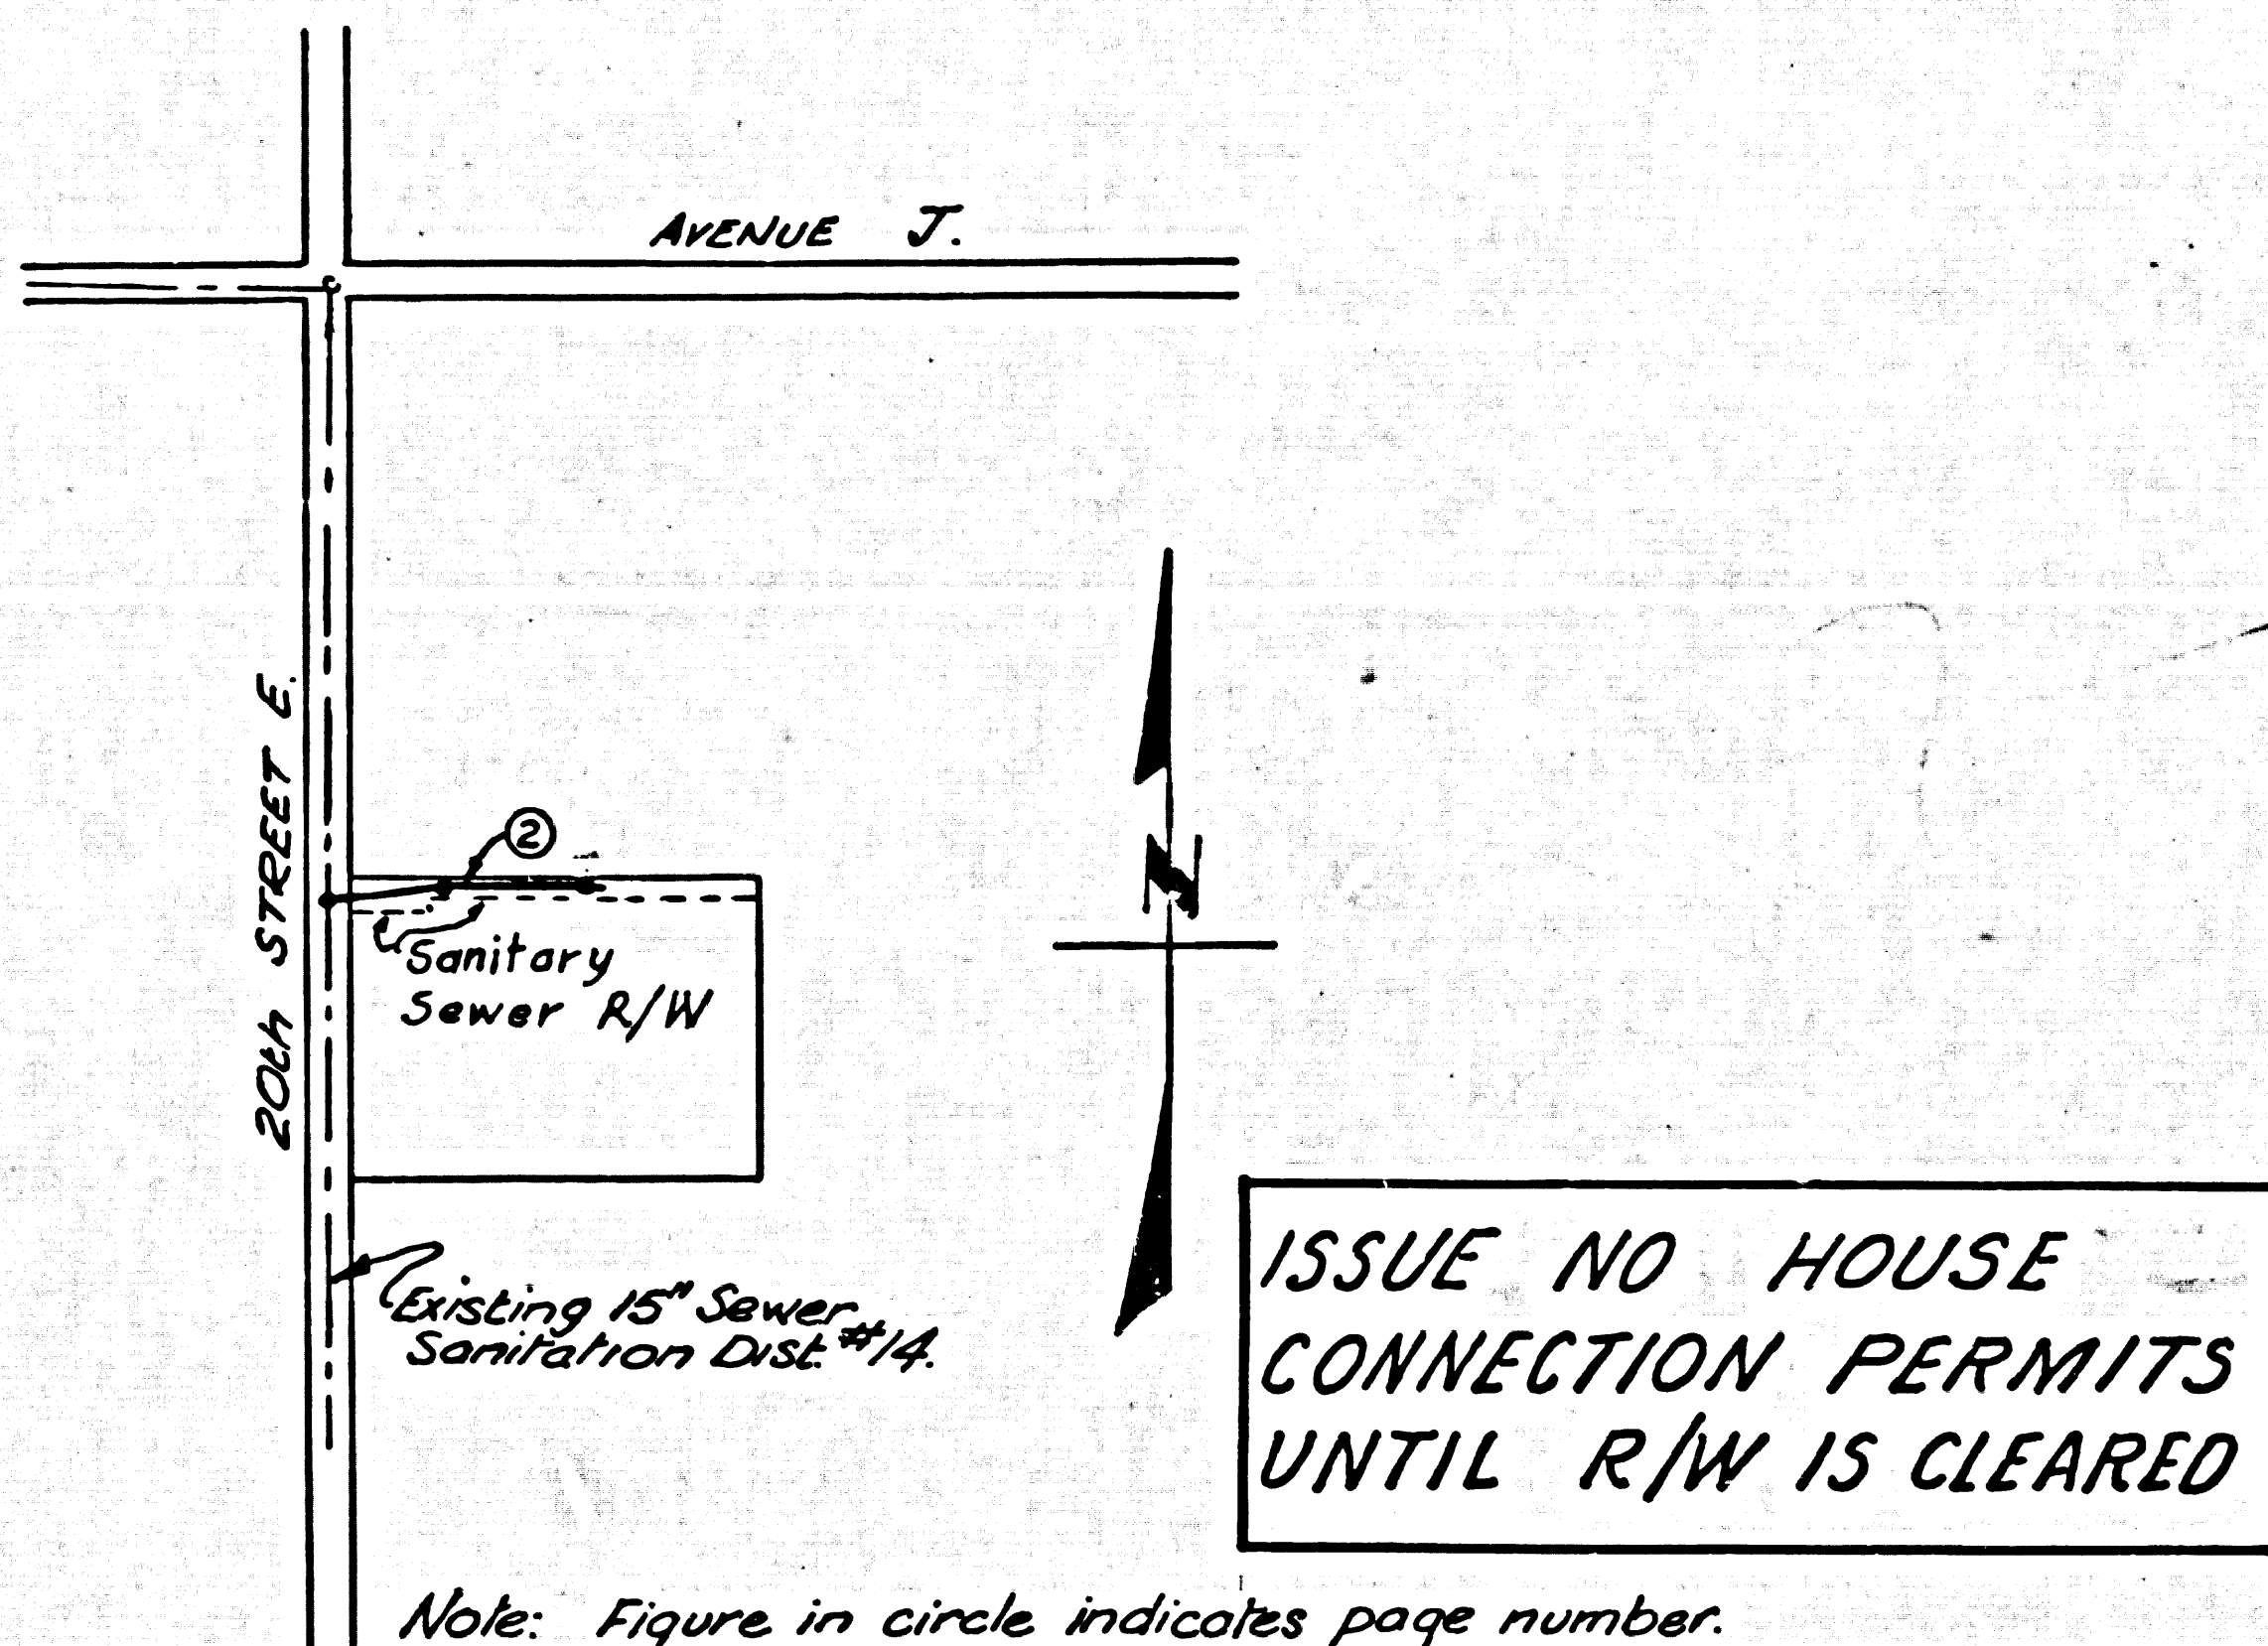 AVENUE J.
20th STREET E.
2
N
Sanitary
Sewer R/W
Existing 15" Sewer
Sanitation Dist. #14.
ISSUE NO HOUSE
CONNECTION PERMITS
UNTIL R/W IS CLEARED
Note: Figure in circle indicates page number.